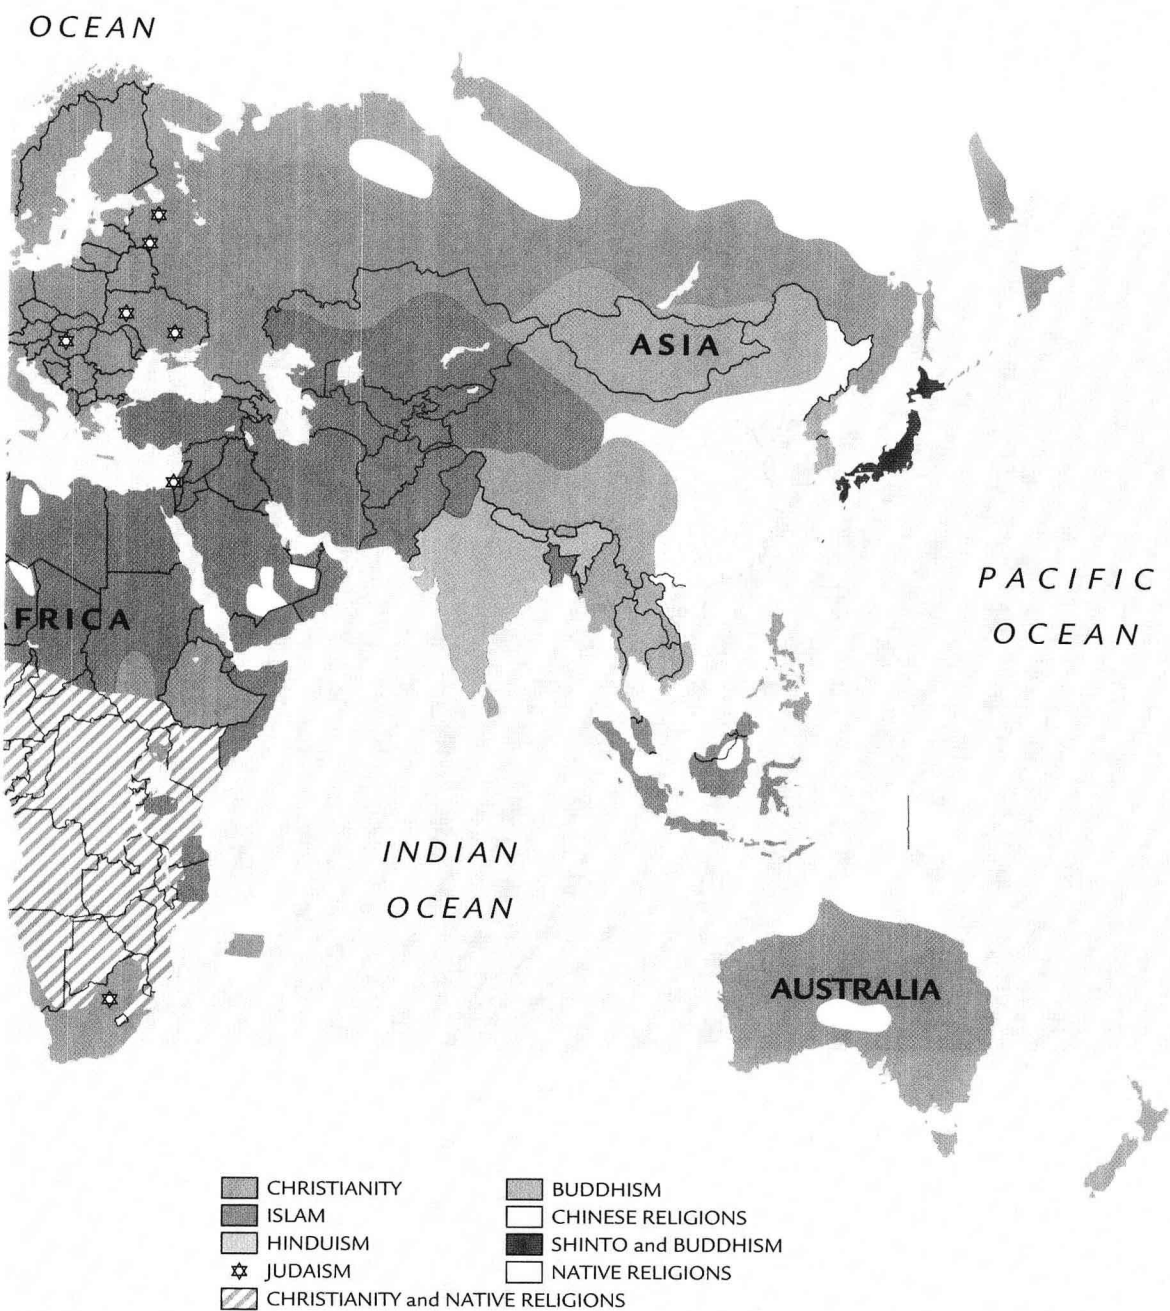 OCEAN
ASIA
AFRICA
PACIFIC
OCEAN
INDIAN
OCEAN
AUSTRALIA
CHRISTIANITY
ISLAM
HINDUISM
JUDAISM
CHRISTIANITY and NATIVE RELIGIONS
BUDDHISM
CHINESE RELIGIONS
SHINTO and BUDDHISM
NATIVE RELIGIONS